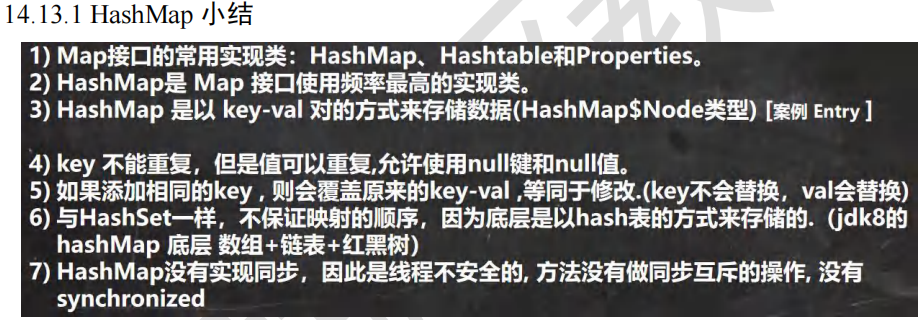 14.13.1 HashMap 小结
1) Map接口的常用实现类：HashMap、Hashtable和Properties。
2) HashMap是 Map 接口使用频率最高的实现类。
3) HashMap 是以 key-val 对的方式来存储数据(HashMap$Node类型) [案例 Entry ]
4) key 不能重复，但是值可以重复,允许使用null键和null值。
5) 如果添加相同的key , 则会覆盖原来的key-val ,等同于修改.(key不会替换，val会替换)
6) 与HashSet一样，不保证映射的顺序，因为底层是以hash表的方式来存储的.（jdk8的
hashMap 底层 数组+链表+红黑树）
7) HashMap没有实现同步，因此是线程不安全的, 方法没有做同步互斥的操作, 没有
synchronized